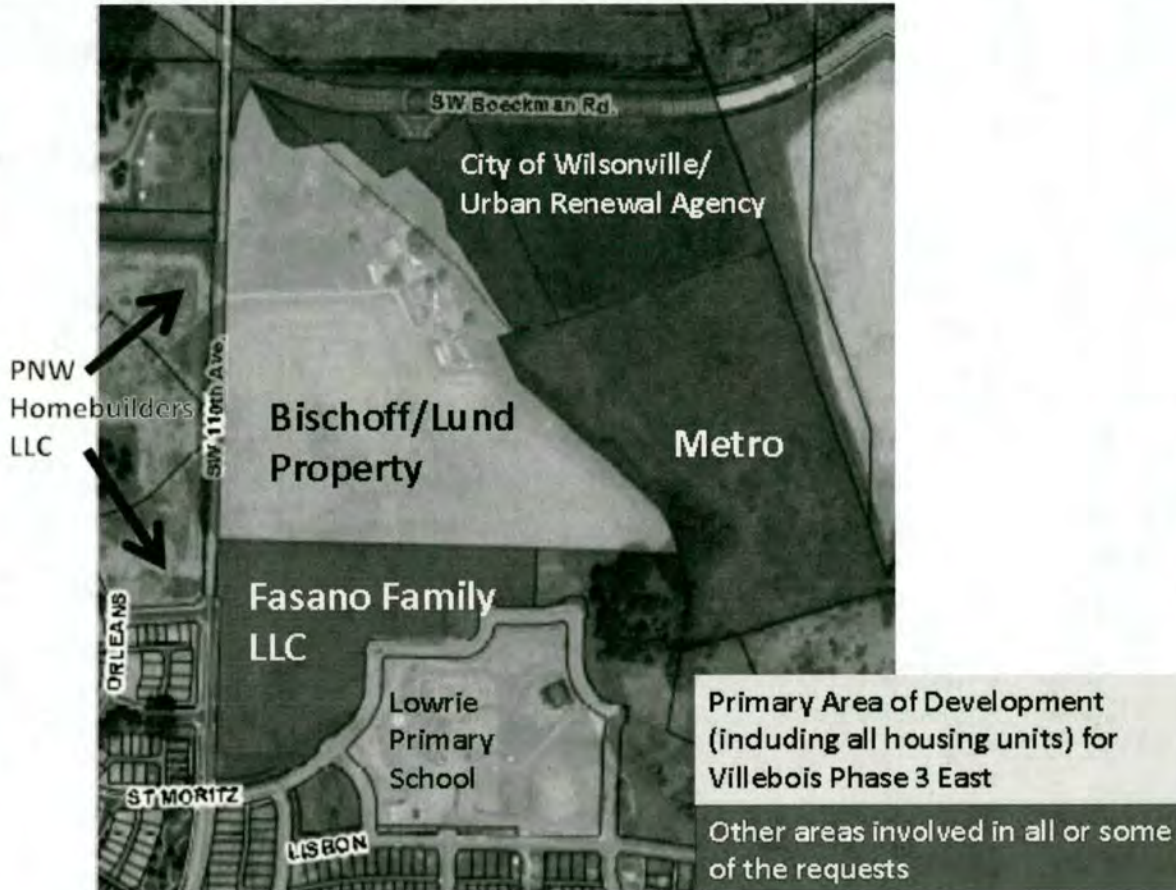 SW Boeckman Rd.
City of Wilsonville/
Urban Renewal Agency
PNW
Homebuilders
LLC
SW 110th Ave.
Bischoff/Lund
Property
Metro
Fasano Family
LLC
ORLEANS
Lowrie
Primary
School
ST MORITZ
LISBON
Primary Area of Development
(including all housing units) for
Villebois Phase 3 East
Other areas involved in all or some
of the requests